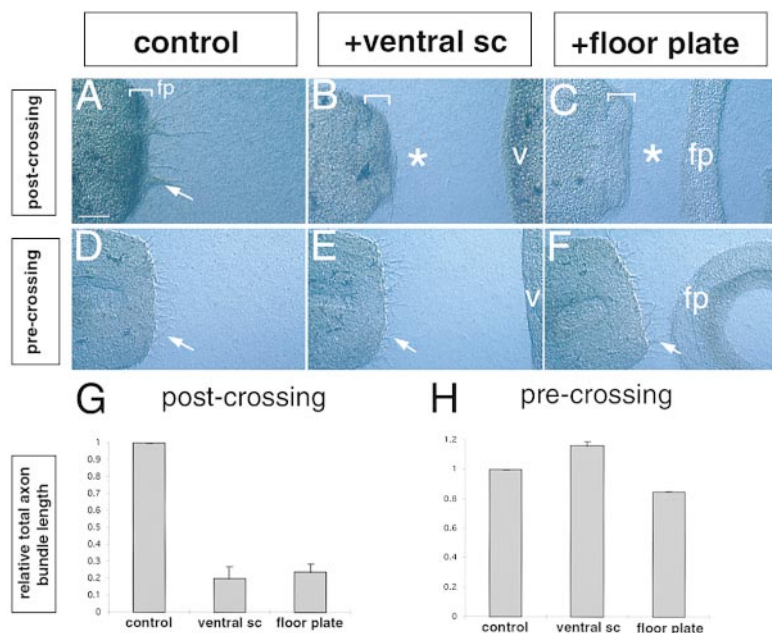 control
+ventral sc
+floor plate
post-crossing
A
fp
B
*
v
C
*
fp
pre-crossing
D
E
v
F
fp
G
post-crossing
H
pre-crossing
relative total axon
bundle length
1
0.9
0.8
0.7
0.6
0.5
0.4
0.3
0.2
0.1
0
control
ventral sc
floor plate
1.2
1
0.8
0.6
0.4
0.2
0
control
ventral sc
floor plate